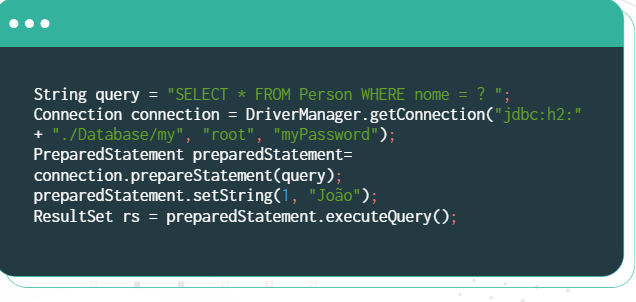 String query = "SELECT * FROM Person WHERE nome = ? ";
Connection connection = DriverManager.getConnection("jdbc:h2:"
+ "./Database/my", "root", "myPassword");
PreparedStatement preparedStatement=
connection.prepareStatement(query);
preparedStatement.setString(1, "João");
ResultSet rs = preparedStatement.executeQuery();